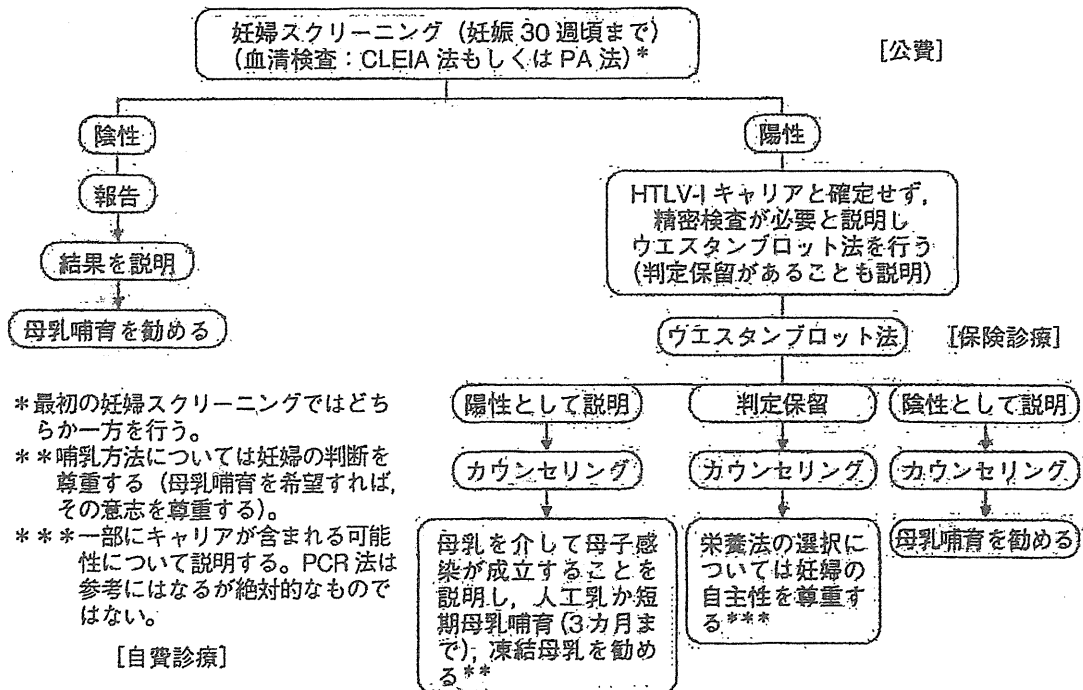 妊婦スクリーニング（妊娠30週頃まで）
（血清検査：CLEIA法もしくはPA法）*
［公費］
陰性
陽性
報告
結果を説明
母乳哺育を勧める
HTLV-Iキャリアと確定せず，
精密検査が必要と説明し
ウエスタンブロット法を行う
（判定保留があることも説明）
ウエスタンブロット法
［保険診療］
陽性として説明
判定保留
陰性として説明
カウンセリング
カウンセリング
カウンセリング
母乳を介して母子感
染が成立することを
説明し，人工乳か短
期母乳哺育（3カ月ま
で），凍結母乳を勧め
る**
栄養法の選択に
ついては妊婦の
自主性を尊重す
る***
母乳哺育を勧める
*最初の妊婦スクリーニングではどち
らか一方を行う。
**哺乳方法については妊婦の判断を
尊重する（母乳哺育を希望すれば，
その意志を尊重する）。
***一部にキャリアが含まれる可能
性について説明する。PCR法は
参考にはなるが絶対的なもので
はない。
［自費診療］